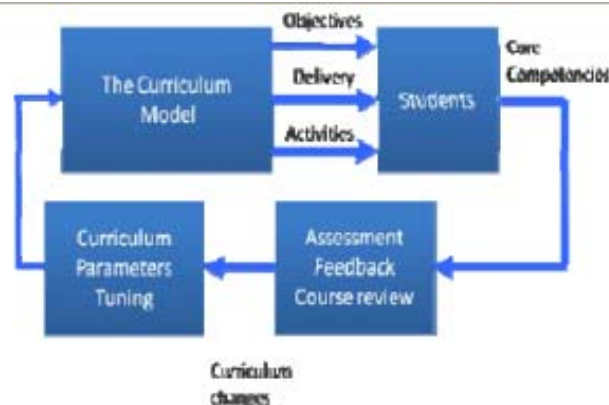 Objectives
The Curriculum
Model
Delivery
Activities
Students
Core
Competencies
Curriculum
Parameters
Tuning
Assessment
Feedback
Course review
Curriculum
changes